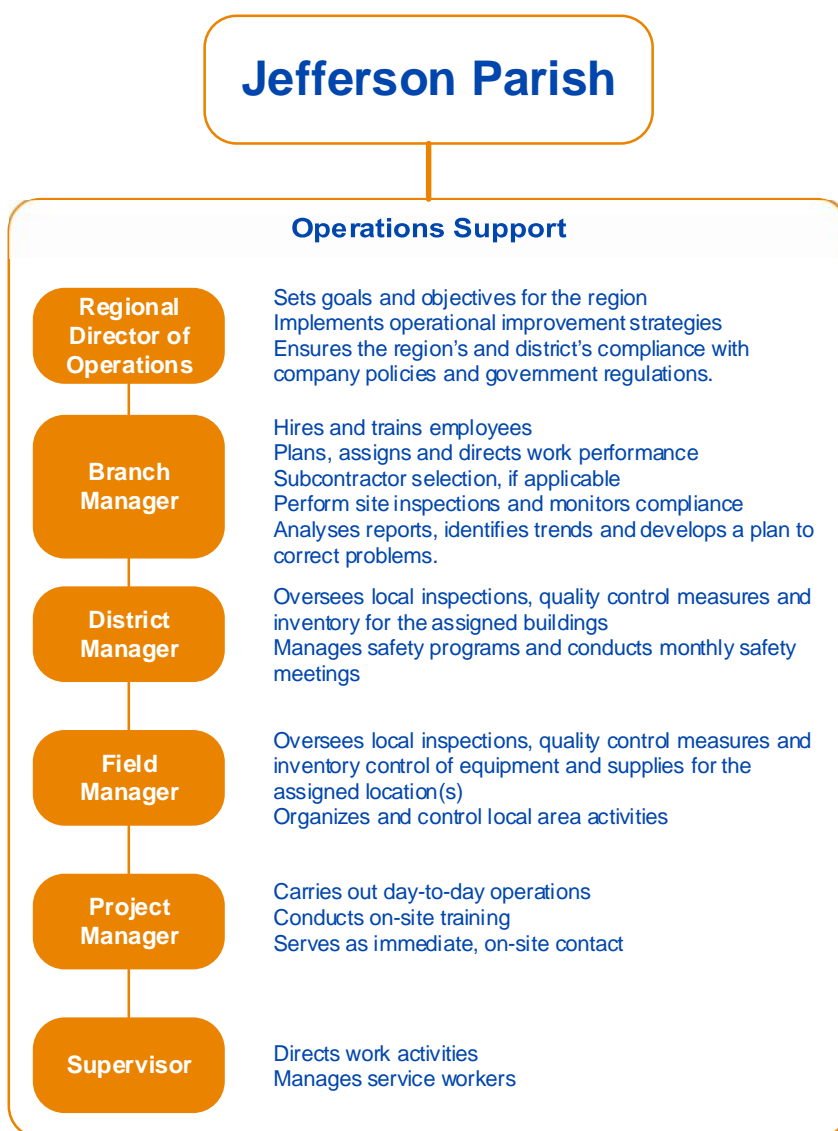 Jefferson Parish
Operations Support
Regional
Director of
Operations
Sets goals and objectives for the region
Implements operational improvement strategies
Ensures the region’s and district’s compliance with
company policies and government regulations.
Branch
Manager
Hires and trains employees
Plans, assigns and directs work performance
Subcontractor selection, if applicable
Perform site inspections and monitors compliance
Analyses reports, identifies trends and develops a plan to
correct problems.
District
Manager
Oversees local inspections, quality control measures and
inventory for the assigned buildings
Manages safety programs and conducts monthly safety
meetings
Field
Manager
Oversees local inspections, quality control measures and
inventory control of equipment and supplies for the
assigned location(s)
Organizes and control local area activities
Project
Manager
Carries out day-to-day operations
Conducts on-site training
Serves as immediate, on-site contact
Supervisor
Directs work activities
Manages service workers